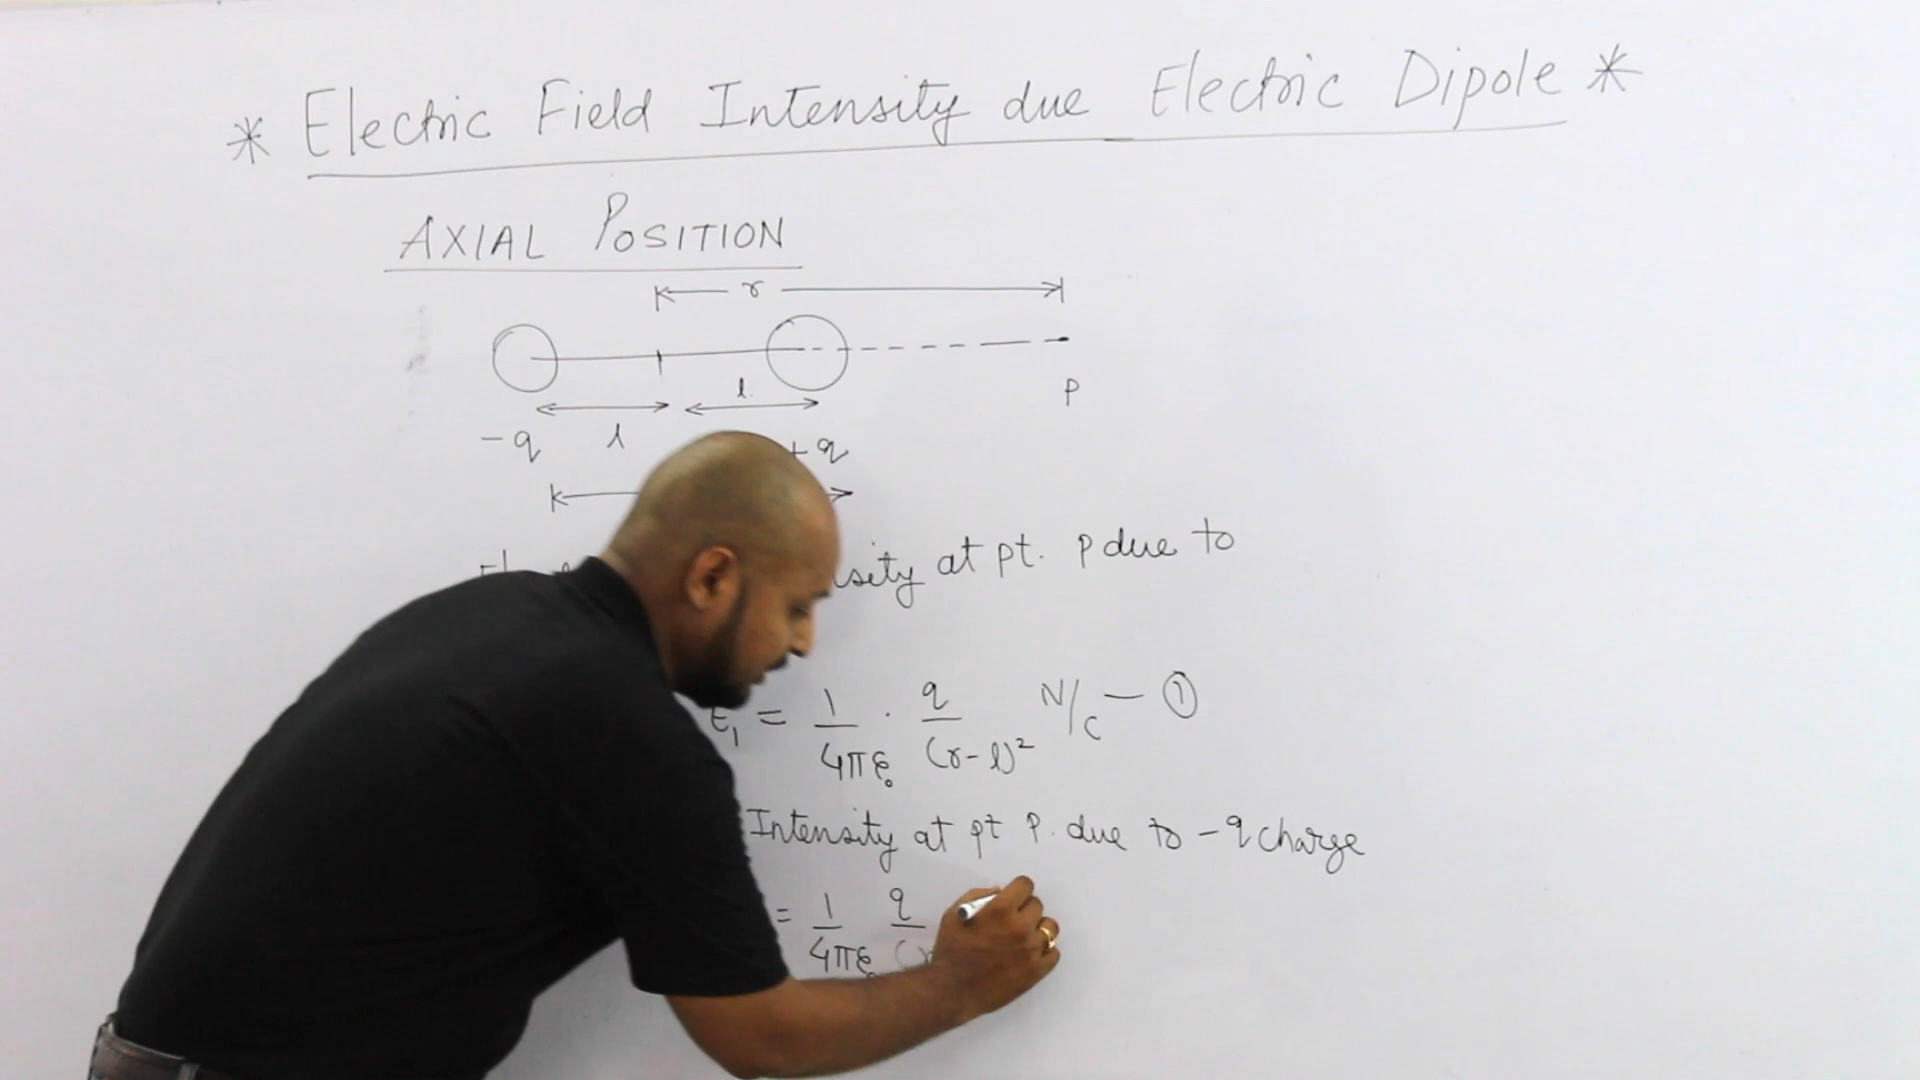 * Electric Field Intensity due Electric Dipole *
AXIAL POSITION
r
l
P
-q l +q
at pt. P due to
E₁ = 1/4πε₀ · q/(r-l)² N/C — ①
Intensity at pt P. due to -q charge
= 1/4πε₀ q/(r